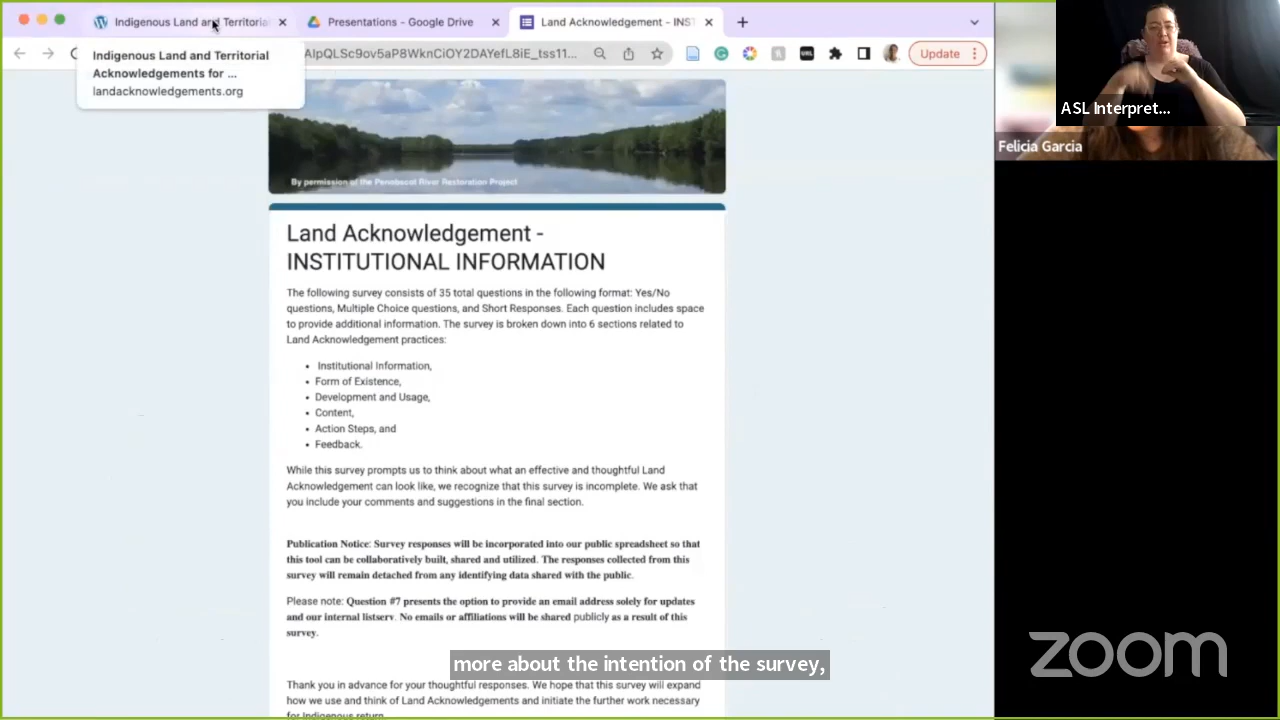 Indigenous Land and Territorial
Presentations - Google Drive
Land Acknowledgement - INST
AIpQLSc9ov5aP8WknCiOY2DAYefL8iE_tss11...
Update
Indigenous Land and Territorial
Acknowledgements for ...
landacknowledgements.org
ASL Interpret...
Felicia Garcia
By permission of the Penobscot River Restoration Project
Land Acknowledgement -
INSTITUTIONAL INFORMATION
The following survey consists of 35 total questions in the following format: Yes/No
questions, Multiple Choice questions, and Short Responses. Each question includes space
to provide additional information. The survey is broken down into 6 sections related to
Land Acknowledgement practices:
• Institutional Information,
• Form of Existence,
• Development and Usage,
• Content,
• Action Steps, and
• Feedback.
While this survey prompts us to think about what an effective and thoughtful Land
Acknowledgement can look like, we recognize that this survey is incomplete. We ask that
you include your comments and suggestions in the final section.
Publication Notice: Survey responses will be incorporated into our public spreadsheet so that
this tool can be collaboratively built, shared and utilized. The responses collected from this
survey will remain detached from any identifying data shared with the public.
Please note: Question #7 presents the option to provide an email address solely for updates
and our internal listserv. No emails or affiliations will be shared publicly as a result of this
survey.
more about the intention of the survey,
Thank you in advance for your thoughtful responses. We hope that this survey will expand
how we use and think of Land Acknowledgements and initiate the further work necessary
for Indigenous return.
zoom